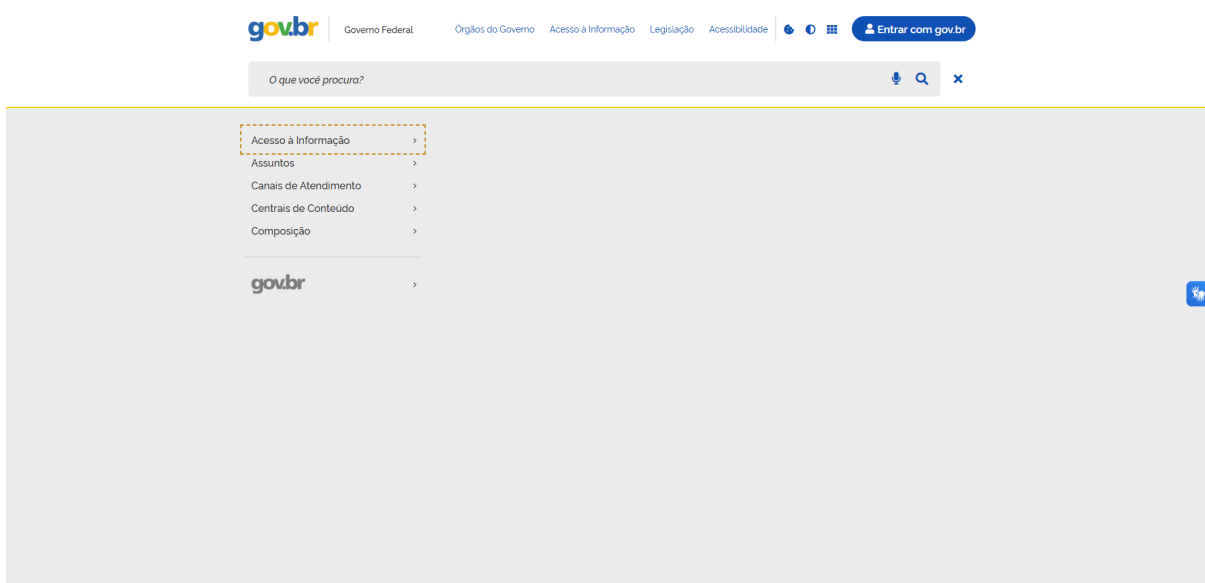 gov.br Governo Federal Órgãos do Governo Acesso à Informação Legislação Acessibilidade Entrar com gov.br
O que você procura?
Acesso à Informação
Assuntos
Canais de Atendimento
Centrais de Conteúdo
Composição
gov.br